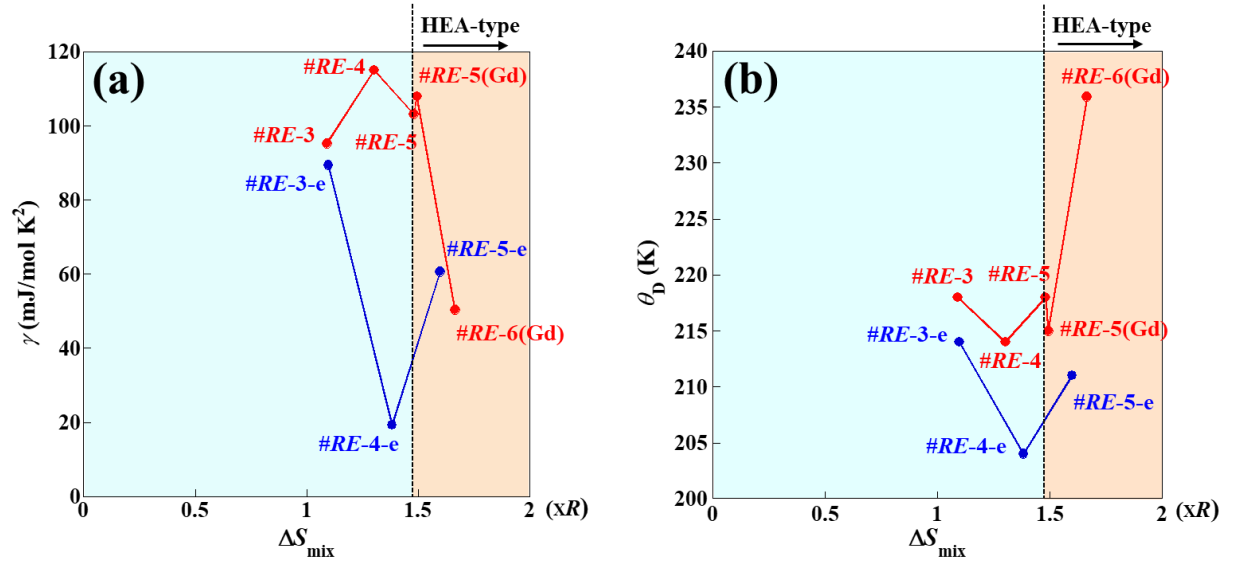 HEA-type
(a)
120
100
80
60
40
20
0
γ (mJ/mol K²)
#RE-4
#RE-5(Gd)
#RE-3
#RE-5
#RE-3-e
#RE-5-e
#RE-6(Gd)
#RE-4-e
0
0.5
1
1.5
2
(xR)
ΔSmix
HEA-type
(b)
240
235
230
225
220
215
210
205
200
θD (K)
#RE-6(Gd)
#RE-3
#RE-5
#RE-3-e
#RE-4
#RE-5(Gd)
#RE-5-e
#RE-4-e
0
0.5
1
1.5
2
(xR)
ΔSmix